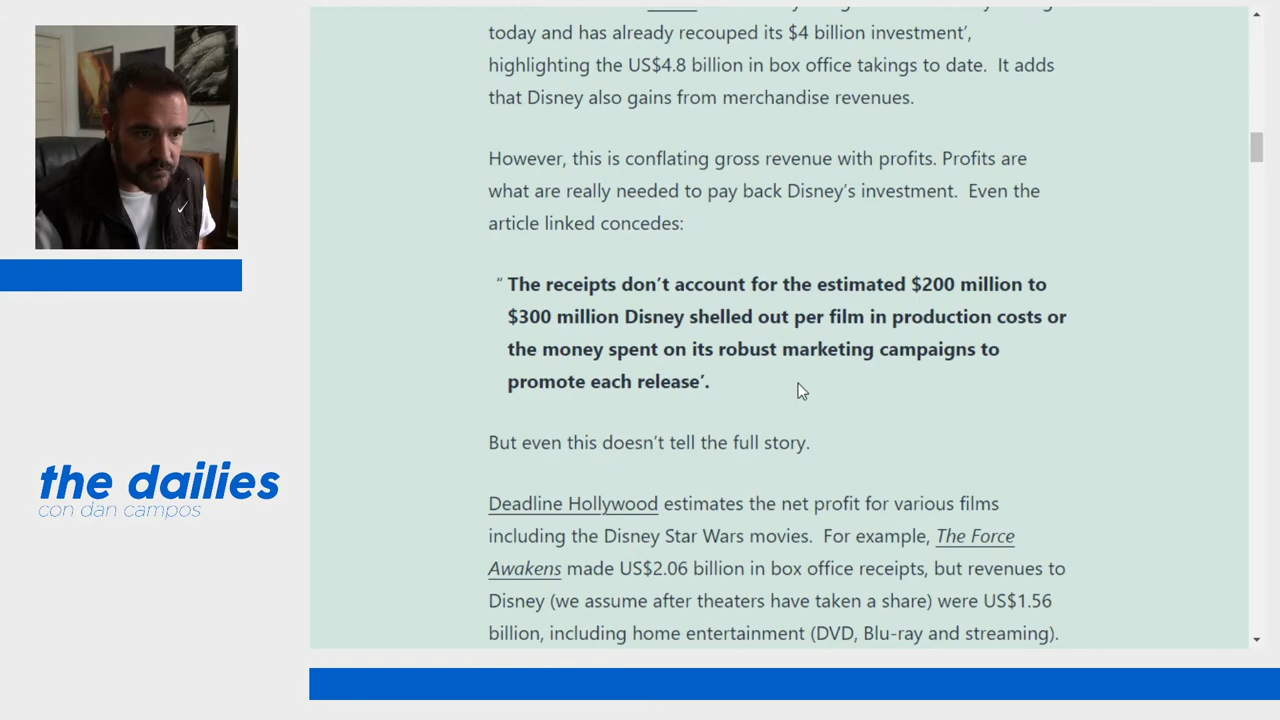 today and has already recouped its $4 billion investment’,
highlighting the US$4.8 billion in box office takings to date.  It adds
that Disney also gains from merchandise revenues.
However, this is conflating gross revenue with profits. Profits are
what are really needed to pay back Disney’s investment.  Even the
article linked concedes:
“ The receipts don’t account for the estimated $200 million to
$300 million Disney shelled out per film in production costs or
the money spent on its robust marketing campaigns to
promote each release’.
But even this doesn’t tell the full story.
Deadline Hollywood estimates the net profit for various films
including the Disney Star Wars movies.  For example, The Force
Awakens made US$2.06 billion in box office receipts, but revenues to
Disney (we assume after theaters have taken a share) were US$1.56
billion, including home entertainment (DVD, Blu-ray and streaming).
the dailies
con dan campos